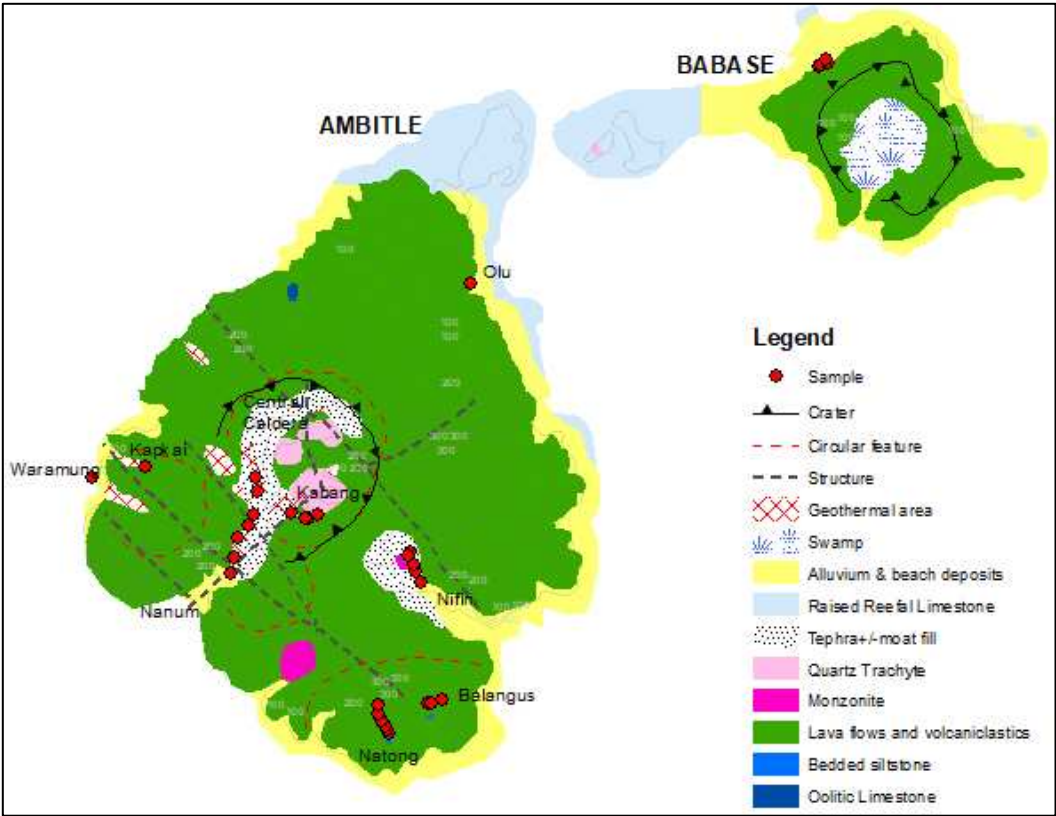 BABASE
AMBITLE
Olu
Central
Caldera
Kapkai
Waramung
Kabang
Nanum
Nifin
Balangus
Natong
Legend
Sample
Crater
Circular feature
Structure
Geothermal area
Swamp
Alluvium & beach deposits
Raised Reefal Limestone
Tephra+/-moat fill
Quartz Trachyte
Monzonite
Lava flows and volcaniclastics
Bedded siltstone
Oolitic Limestone